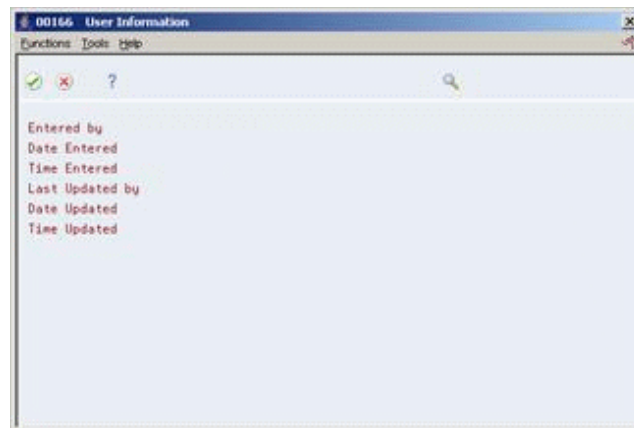 00166 User Information
Functions Tools Help
?
Entered by
Date Entered
Time Entered
Last Updated by
Date Updated
Time Updated